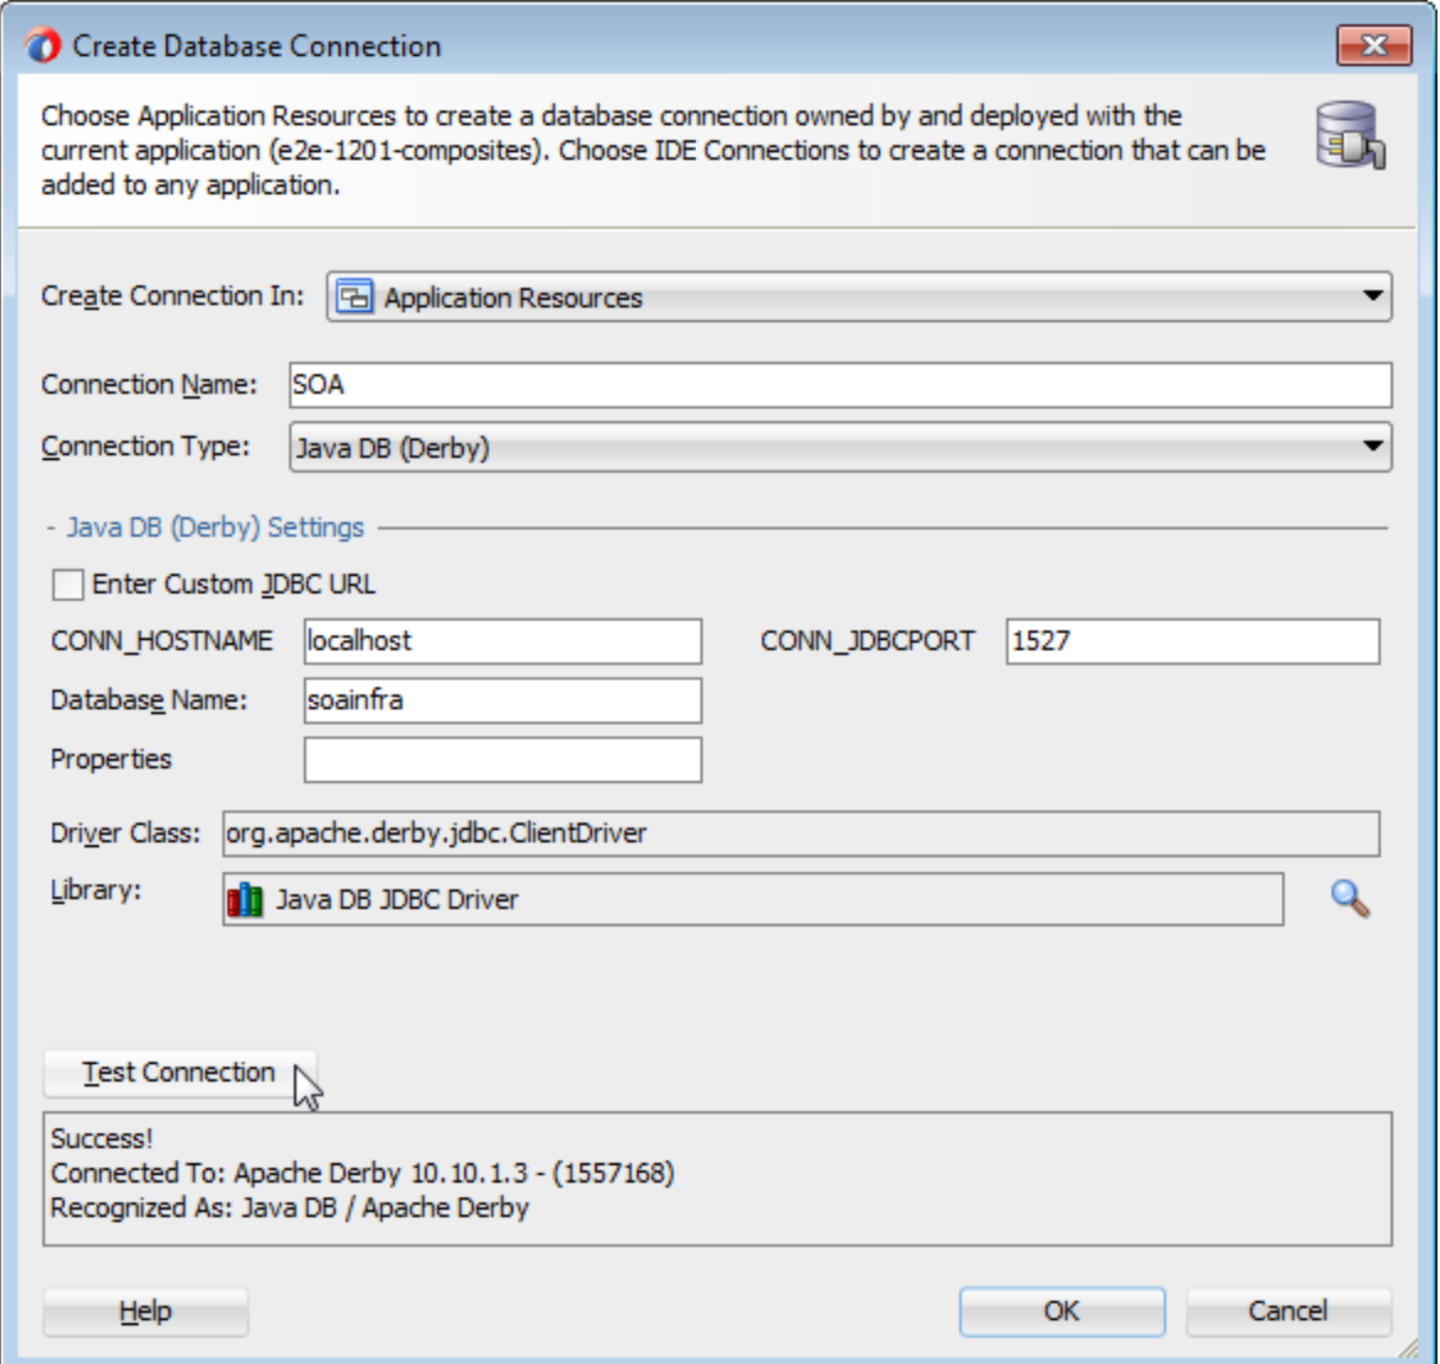 Create Database Connection
Choose Application Resources to create a database connection owned by and deployed with the
current application (e2e-1201-composites). Choose IDE Connections to create a connection that can be
added to any application.
Create Connection In: Application Resources
Connection Name: SOA
Connection Type: Java DB (Derby)
- Java DB (Derby) Settings
Enter Custom JDBC URL
CONN_HOSTNAME localhost CONN_JDBCPORT 1527
Database Name: soainfra
Properties
Driver Class: org.apache.derby.jdbc.ClientDriver
Library: Java DB JDBC Driver
Test Connection
Success!
Connected To: Apache Derby 10.10.1.3 - (1557168)
Recognized As: Java DB / Apache Derby
Help OK Cancel